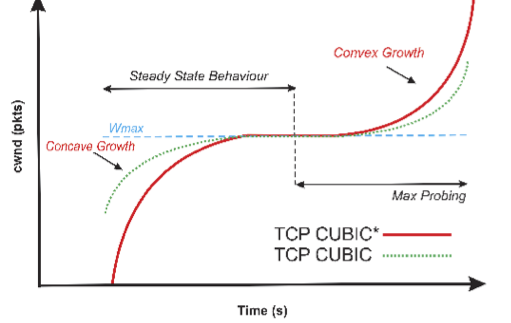 Convex Growth
Steady State Behaviour
Wmax
Concave Growth
cwnd (pkts)
Max Probing
TCP CUBIC*
TCP CUBIC
Time (s)